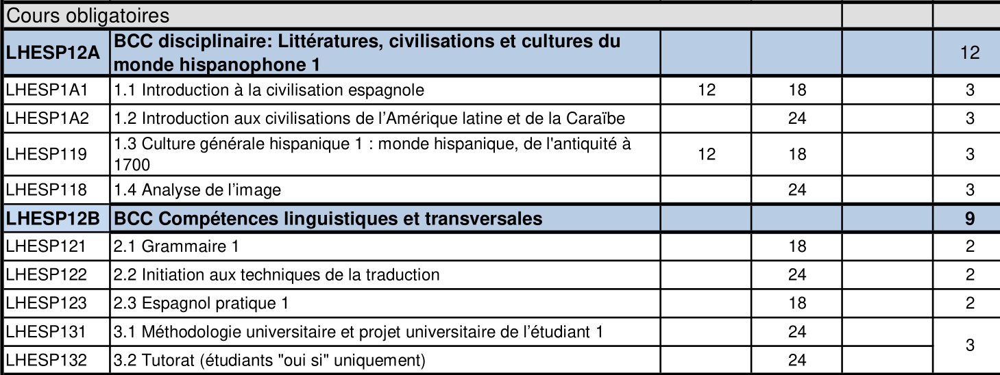 Cours obligatoires
LHESP12A BCC disciplinaire: Littératures, civilisations et cultures du
monde hispanophone 1 12
LHESP1A1 1.1 Introduction à la civilisation espagnole 12 18 3
LHESP1A2 1.2 Introduction aux civilisations de l’Amérique latine et de la Caraïbe 24 3
LHESP119 1.3 Culture générale hispanique 1 : monde hispanique, de l'antiquité à
1700 12 18 3
LHESP118 1.4 Analyse de l’image 24 3
LHESP12B BCC Compétences linguistiques et transversales 9
LHESP121 2.1 Grammaire 1 18 2
LHESP122 2.2 Initiation aux techniques de la traduction 24 2
LHESP123 2.3 Espagnol pratique 1 18 2
LHESP131 3.1 Méthodologie universitaire et projet universitaire de l’étudiant 1 24 3
LHESP132 3.2 Tutorat (étudiants "oui si" uniquement) 24